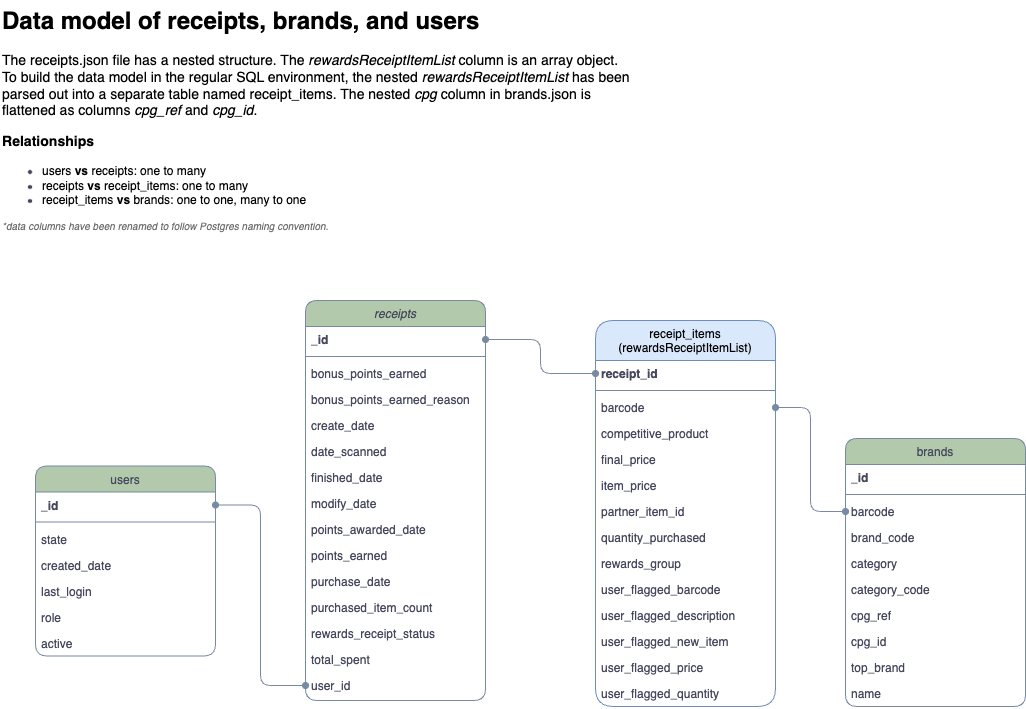 Data model of receipts, brands, and users
The receipts.json file has a nested structure. The rewardsReceiptItemList column is an array object.
To build the data model in the regular SQL environment, the nested rewardsReceiptItemList has been
parsed out into a separate table named receipt_items. The nested cpg column in brands.json is
flattened as columns cpg_ref and cpg_id.
Relationships
• users vs receipts: one to many
• receipts vs receipt_items: one to many
• receipt_items vs brands: one to one, many to one
*data columns have been renamed to follow Postgres naming convention.
users
_id
state
created_date
last_login
role
active
receipts
_id
bonus_points_earned
bonus_points_earned_reason
create_date
date_scanned
finished_date
modify_date
points_awarded_date
points_earned
purchase_date
purchased_item_count
rewards_receipt_status
total_spent
user_id
receipt_items
(rewardsReceiptItemList)
receipt_id
barcode
competitive_product
final_price
item_price
partner_item_id
quantity_purchased
rewards_group
user_flagged_barcode
user_flagged_description
user_flagged_new_item
user_flagged_price
user_flagged_quantity
brands
_id
barcode
brand_code
category
category_code
cpg_ref
cpg_id
top_brand
name